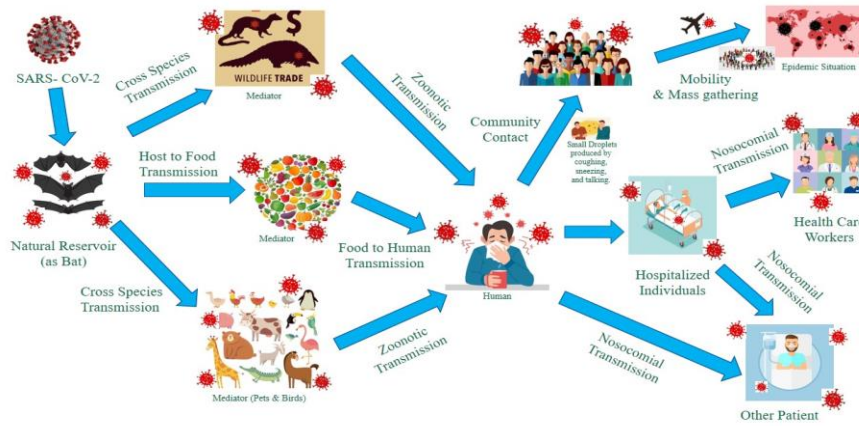 SARS- CoV-2
Cross Species
Transmission
WILDLIFE TRADE
Mediator
Zoonotic
Transmission
Community
Contact
Small Droplets
produced by
coughing,
sneezing,
and talking.
Mobility
& Mass gathering
Epidemic Situation
Natural Reservoir
(as Bat)
Host to Food
Transmission
Mediator
Food to Human
Transmission
Human
Hospitalized
Individuals
Nosocomial
Transmission
Health Care
Workers
Cross Species
Transmission
Mediator (Pets & Birds)
Zoonotic
Transmission
Nosocomial
Transmission
Nosocomial
Transmission
Other Patient